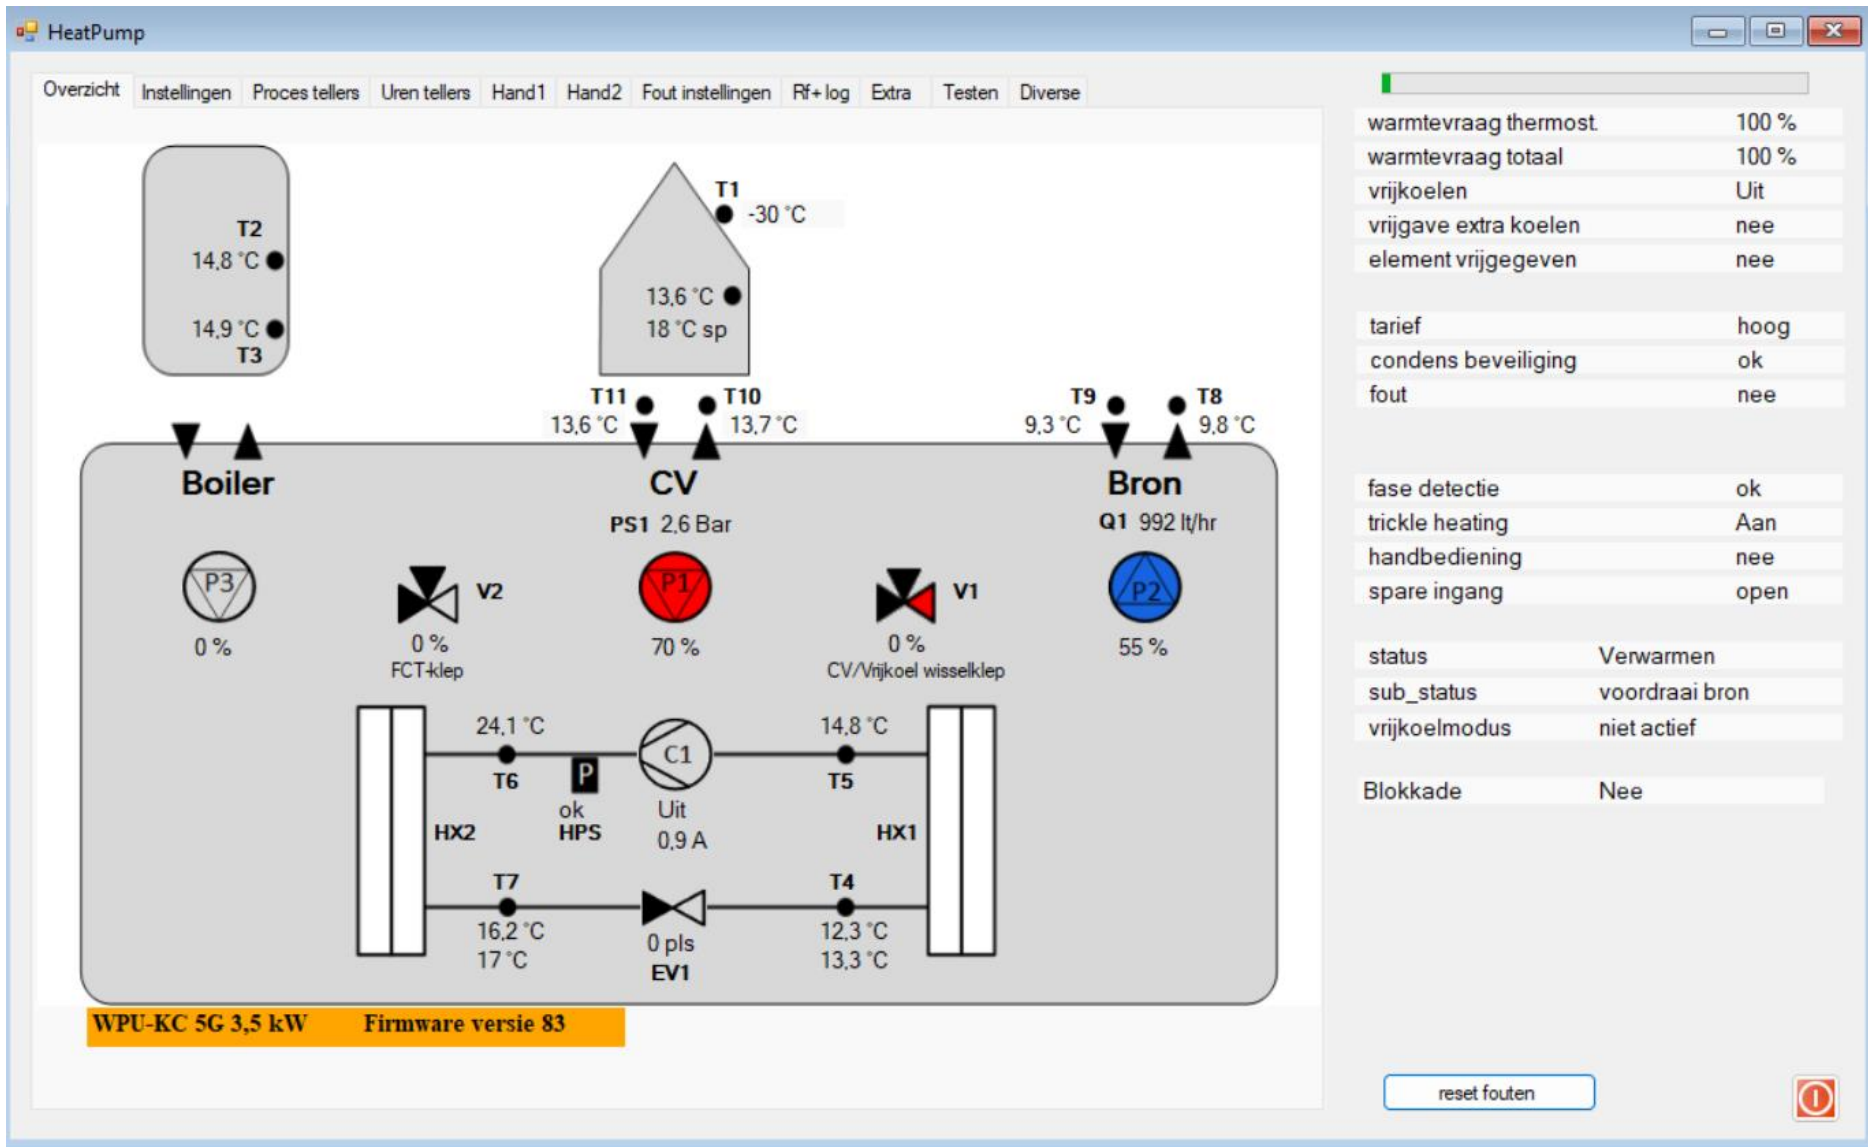 HeatPump
Overzicht Instellingen Proces tellers Uren tellers Hand1 Hand2 Fout instellingen Rf+log Extra Testen Diverse
T1
-30 °C
T2
14,8 °C
14,9 °C
T3
13,6 °C
18 °C sp
T11 T10 T9 T8
13,6 °C 13,7 °C 9,3 °C 9,8 °C
Boiler CV Bron
PS1 2,6 Bar Q1 992 lt/hr
P3 V2 P1 V1 P2
0 % 0 % 70 % 0 % 55 %
FCT-klep CV/Vrijkoel wisselklep
24,1 °C C1 14,8 °C
T6 P T5
ok Uit
HX2 HPS 0,9 A HX1
T7 T4
16,2 °C 0 pls 12,3 °C
17 °C EV1 13,3 °C
WPU-KC 5G 3,5 kW Firmware versie 83
warmtevraag thermost. 100 %
warmtevraag totaal 100 %
vrijkoelen Uit
vrijgave extra koelen nee
element vrijgegeven nee
tarief hoog
condens beveiliging ok
fout nee
fase detectie ok
trickle heating Aan
handbediening nee
spare ingang open
status Verwarmen
sub_status voordraai bron
vrijkoelmodus niet actief
Blokkade Nee
reset fouten